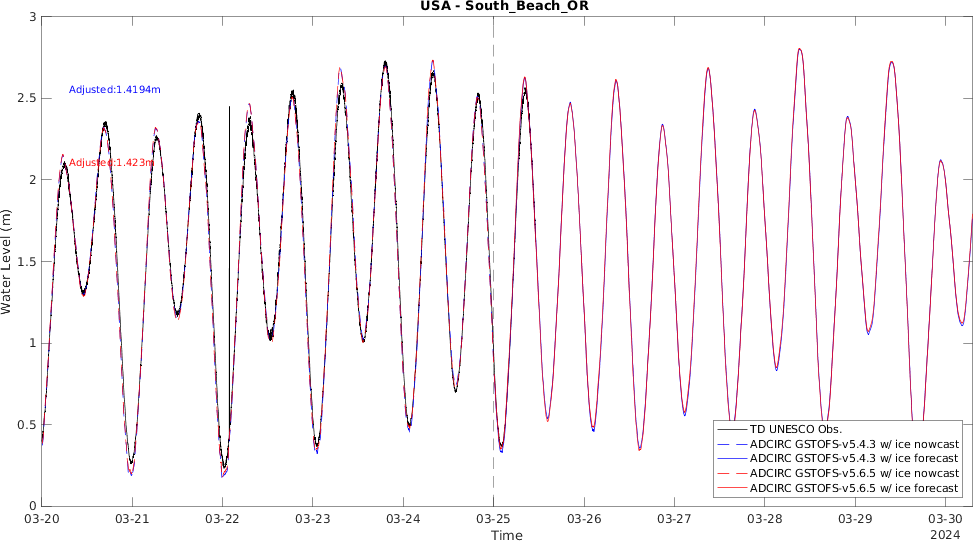 USA - South_Beach_OR
Water Level (m)
3
2.5
2
1.5
1
0.5
0
Adjusted:1.4194m
Adjusted:1.423m
TD UNESCO Obs.
ADCIRC GSTOFS-v5.4.3 w/ ice nowcast
ADCIRC GSTOFS-v5.4.3 w/ ice forecast
ADCIRC GSTOFS-v5.6.5 w/ ice nowcast
ADCIRC GSTOFS-v5.6.5 w/ ice forecast
03-20 03-21 03-22 03-23 03-24 03-25 03-26 03-27 03-28 03-29 03-30
Time
2024